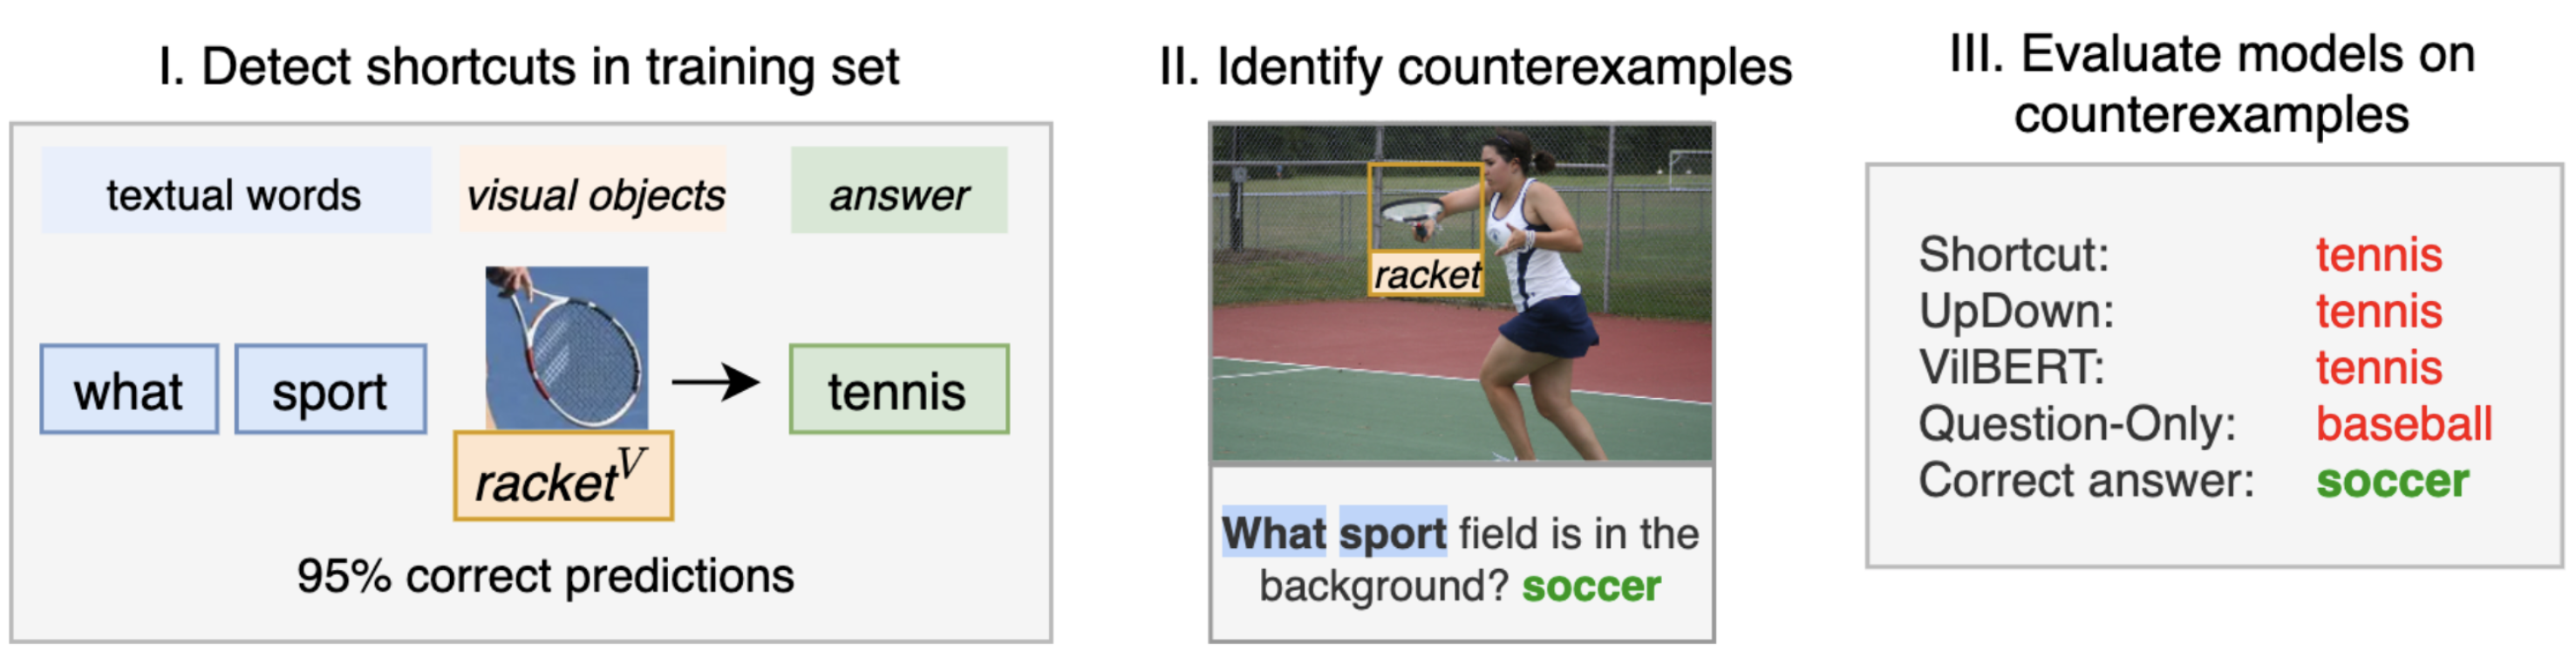 I. Detect shortcuts in training set
textual words
visual objects
answer
what
sport
racketV
tennis
95% correct predictions
II. Identify counterexamples
racket
What sport field is in the
background? soccer
III. Evaluate models on
counterexamples
Shortcut: tennis
UpDown: tennis
VilBERT: tennis
Question-Only: baseball
Correct answer: soccer